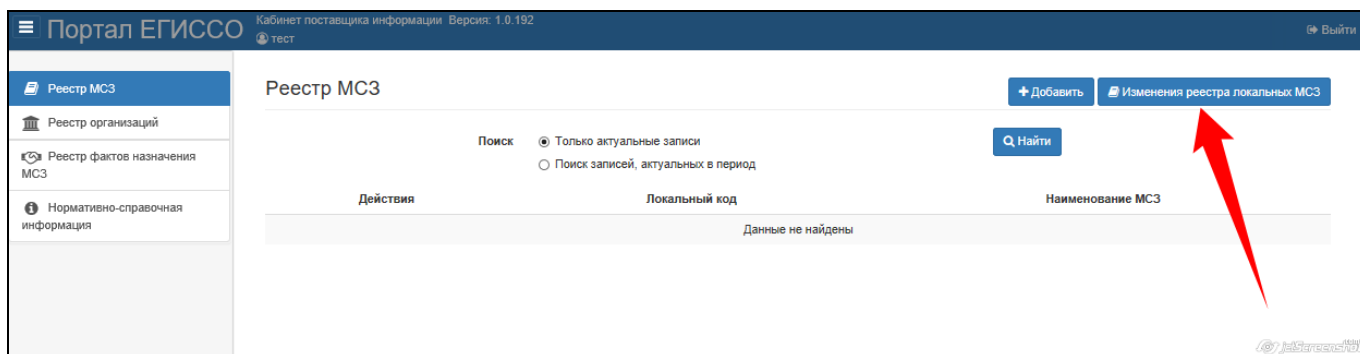 Портал ЕГИССО
Кабинет поставщика информации Версия: 1.0.192
тест
Выйти
Реестр МСЗ
Реестр организаций
Реестр фактов назначения
МСЗ
Нормативно-справочная
информация
Реестр МСЗ
Добавить
Изменения реестра локальных МСЗ
Поиск
Только актуальные записи
Найти
Поиск записей, актуальных в период
Действия Локальный код Наименование МСЗ
Данные не найдены